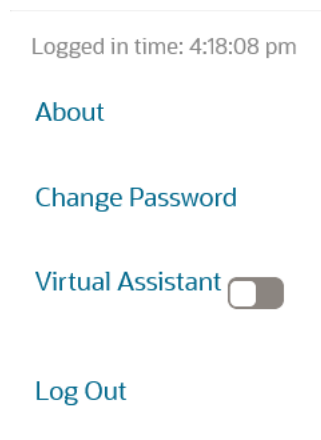 Logged in time: 4:18:08 pm
About
Change Password
Virtual Assistant
Log Out